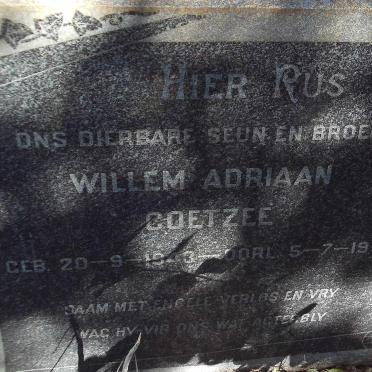 HIER RUS
ONS DIERBARE SEUN EN BROE
WILLEM ADRIAAN
COETZEE
GEB. 20-9-19 3 OORL. 5-7-19
SAAM MET ENGELE VERLOS EN VRY
WAG HY VIR ONS WAT AGTERBLY